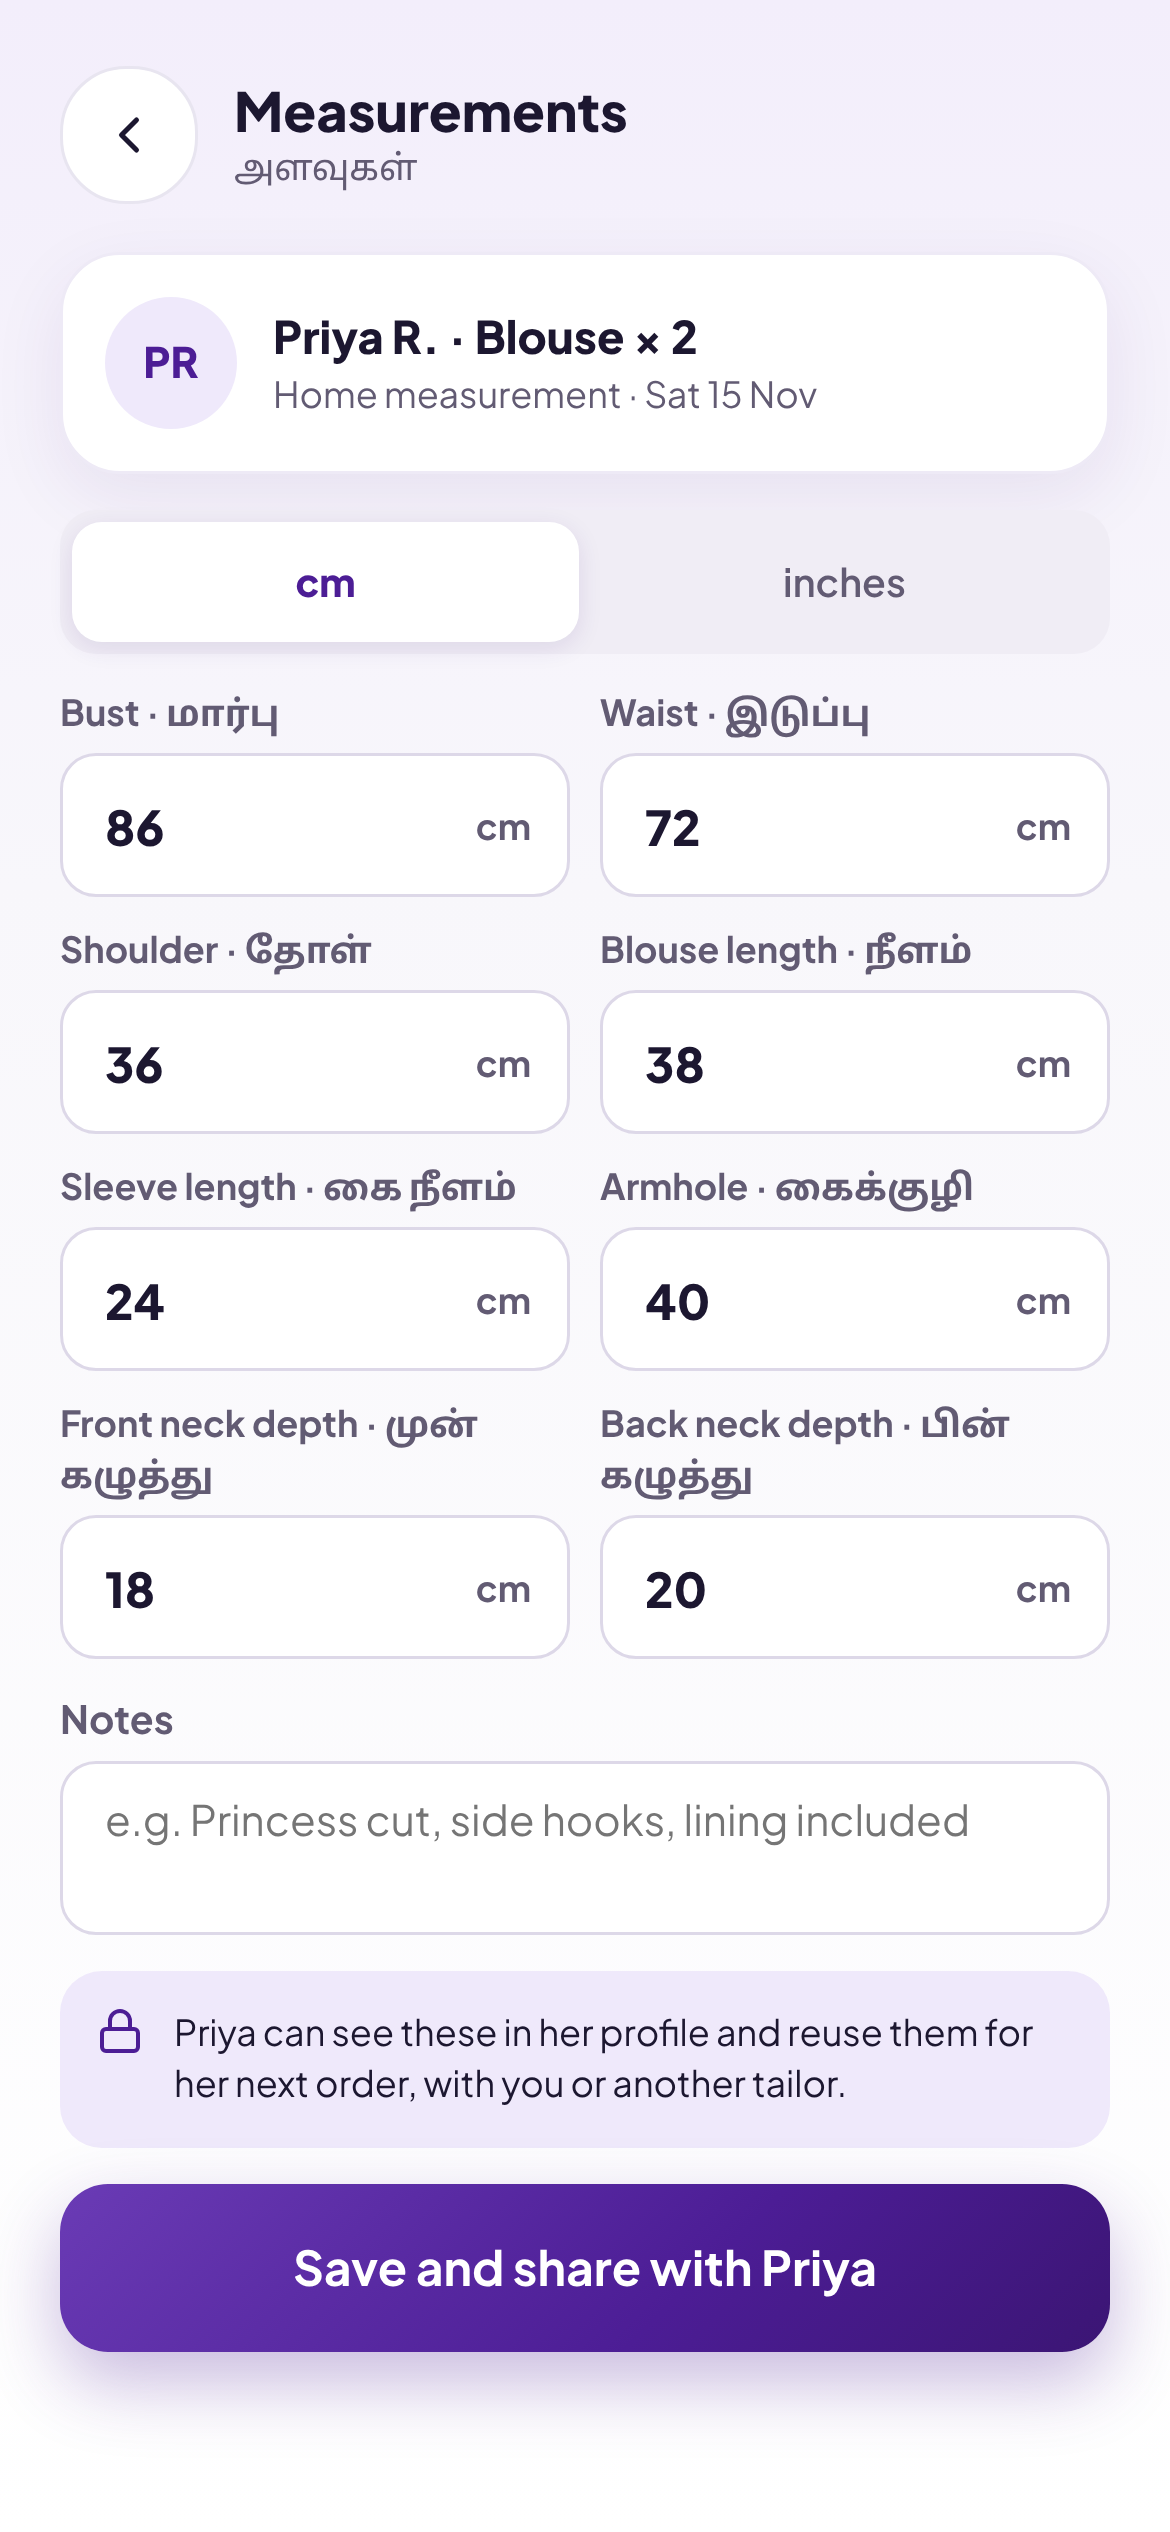 Measurements
அளவுகள்
PR
Priya R. · Blouse × 2
Home measurement · Sat 15 Nov
cm
inches
Bust · மார்பு
Waist · இடுப்பு
86 cm
72 cm
Shoulder · தோள்
Blouse length · நீளம்
36 cm
38 cm
Sleeve length · கை நீளம்
Armhole · கைக்குழி
24 cm
40 cm
Front neck depth · முன்
கழுத்து
Back neck depth · பின்
கழுத்து
18 cm
20 cm
Notes
e.g. Princess cut, side hooks, lining included
Priya can see these in her profile and reuse them for
her next order, with you or another tailor.
Save and share with Priya